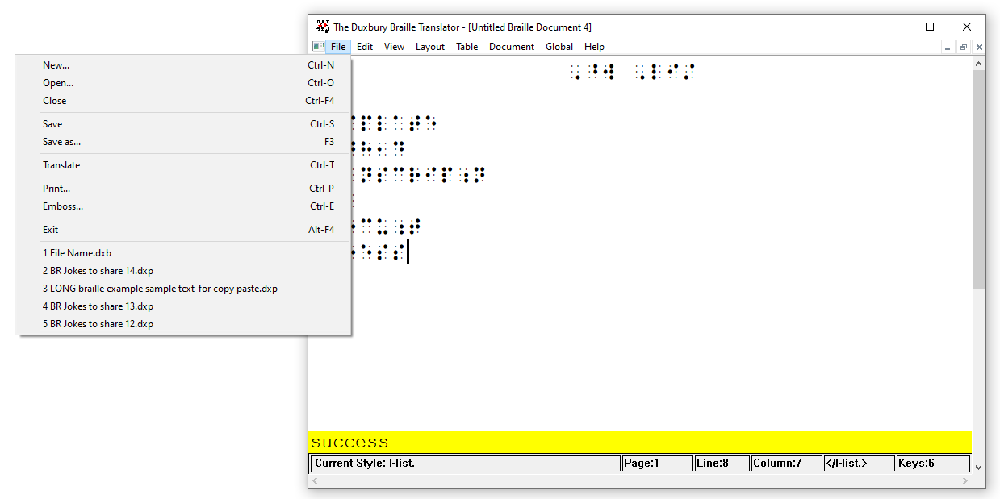 The Duxbury Braille Translator - [Untitled Braille Document 4]
File Edit View Layout Table Document Global Help
New... Ctrl-N
Open... Ctrl-O
Close Ctrl-F4
Save Ctrl-S
Save as... F3
Translate Ctrl-T
Print... Ctrl-P
Emboss... Ctrl-E
Exit Alt-F4
1 File Name.dxb
2 BR Jokes to share 14.dxp
3 LONG braille example sample text_for copy paste.dxp
4 BR Jokes to share 13.dxp
5 BR Jokes to share 12.dxp
success
Current Style: l-list. Page:1 Line:8 Column:7 </l-list.> Keys:6